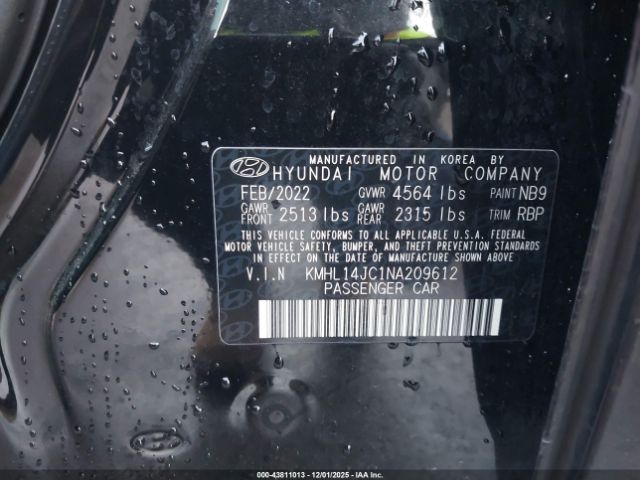 MANUFACTURED IN KOREA BY
HYUNDAI MOTOR COMPANY
FEB/2022 GVWR 4564 lbs PAINT NB9
GAWR FRONT 2513 lbs GAWR REAR 2315 lbs TRIM RBP
THIS VEHICLE CONFORMS TO ALL APPLICABLE U.S.A. FEDERAL
MOTOR VEHICLE SAFETY, BUMPER, AND THEFT PREVENTION STANDARDS
IN EFFECT ON THE DATE OF MANUFACTURE SHOWN ABOVE.
V.I.N KMHL14JC1NA209612
PASSENGER CAR
000-43811013 - 12/01/2025 - IAAI.COM